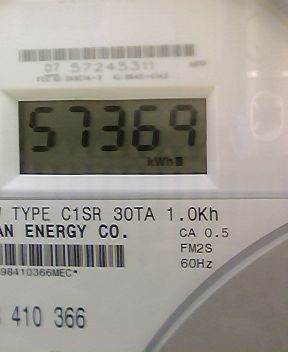 07 57245311
57369
kWh
TYPE C1SR 30TA 1.0Kh
AN ENERGY CO.
CA 0.5
FM2S
60Hz
98410366MEC*
410 366